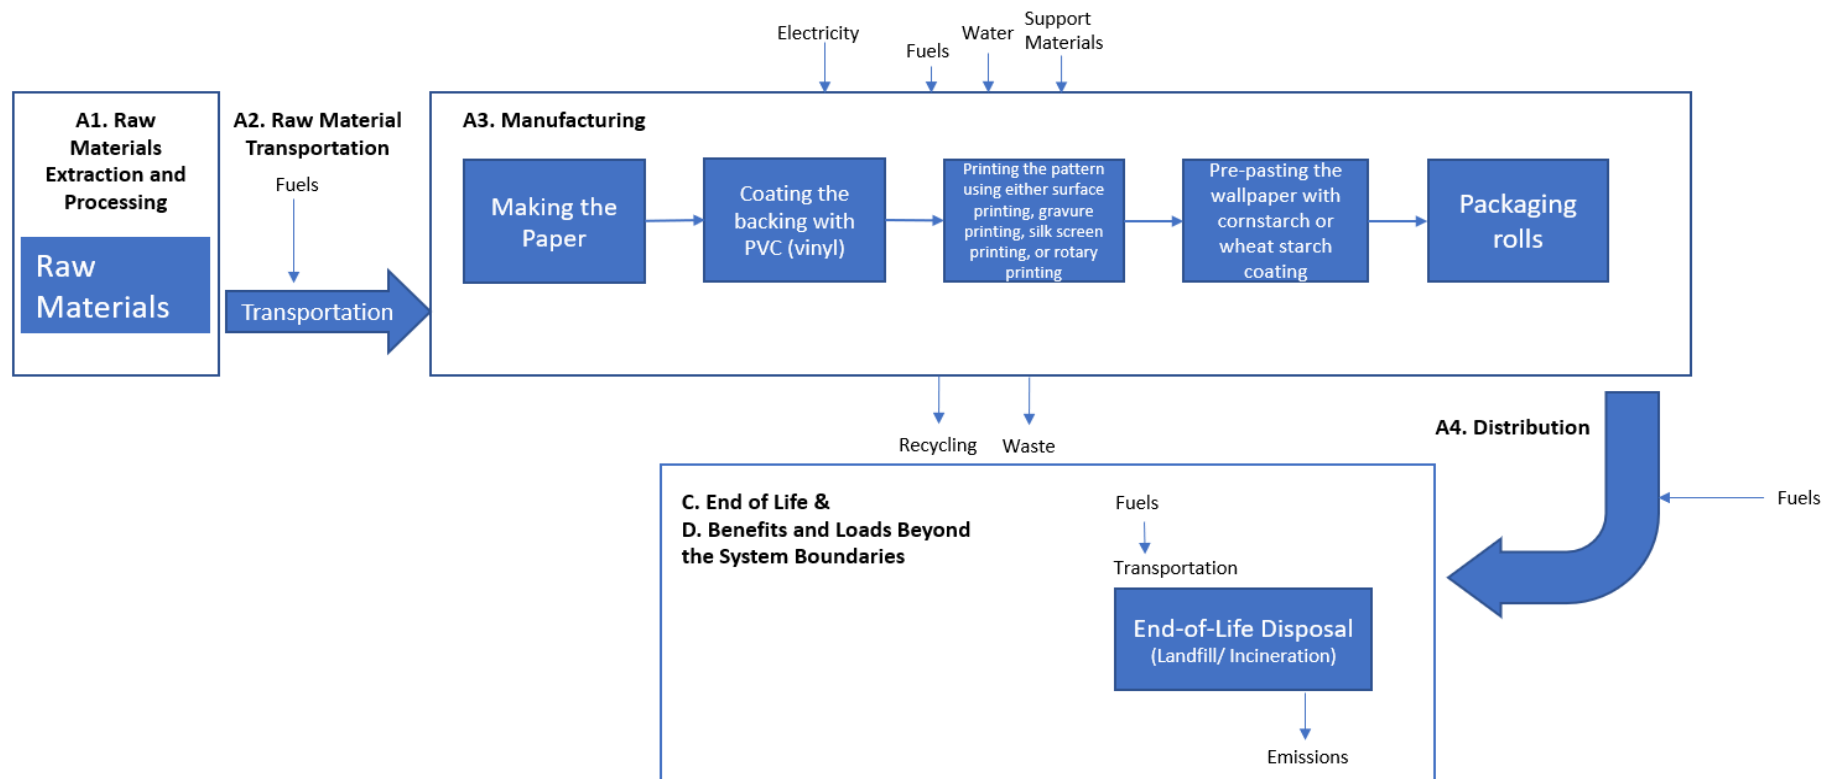 Electricity
Fuels
Water
Support
Materials
A1. Raw
Materials
Extraction and
Processing
Raw
Materials
A2. Raw Material
Transportation
Fuels
Transportation
A3. Manufacturing
Making the
Paper
Coating the
backing with
PVC (vinyl)
Printing the pattern
using either surface
printing, gravure
printing, silk screen
printing, or rotary
printing
Pre-pasting the
wallpaper with
cornstarch or
wheat starch
coating
Packaging
rolls
Recycling
Waste
A4. Distribution
Fuels
C. End of Life &
D. Benefits and Loads Beyond
the System Boundaries
Fuels
Transportation
End-of-Life Disposal
(Landfill/ Incineration)
Emissions